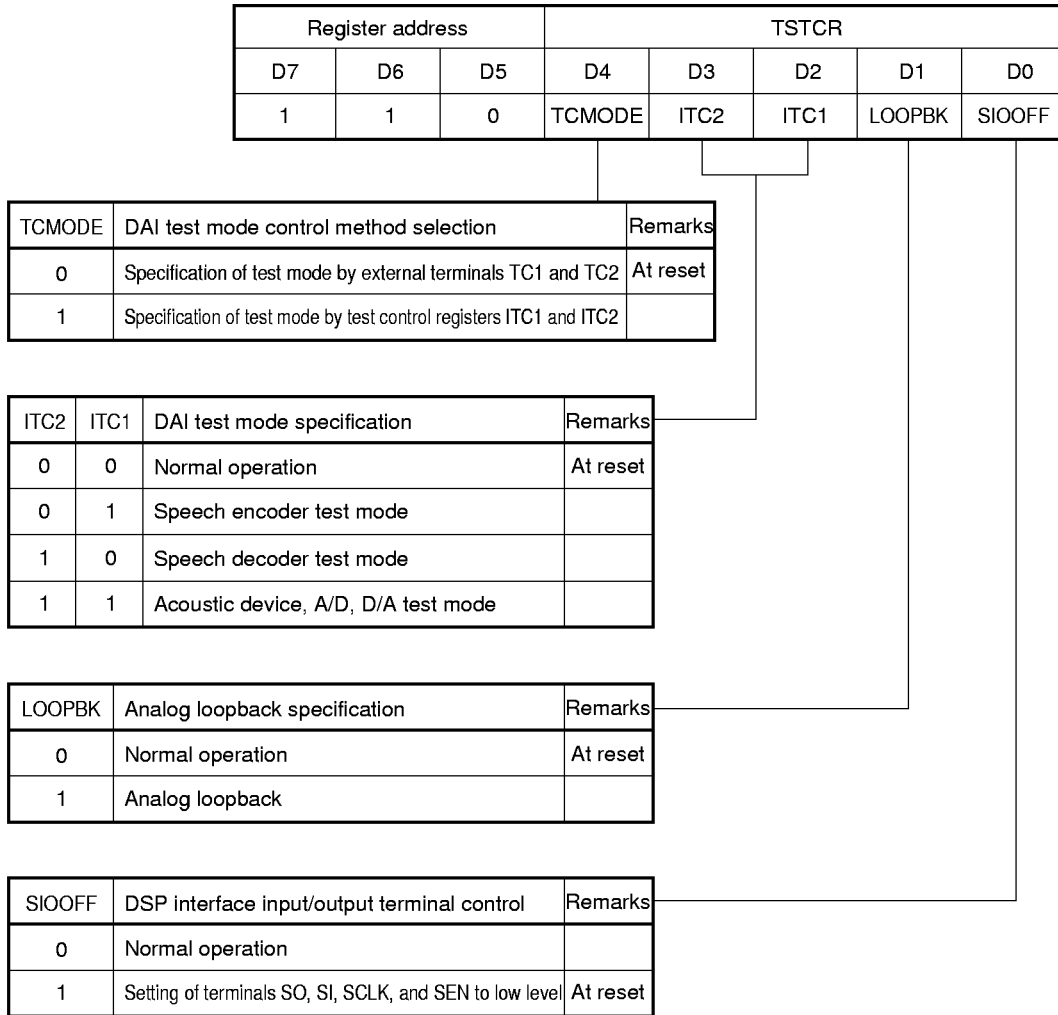 Register address TSTCR
D7 D6 D5 D4 D3 D2 D1 D0
1 1 0 TCMODE ITC2 ITC1 LOOPBK SIOOFF
TCMODE DAI test mode control method selection Remarks
0 Specification of test mode by external terminals TC1 and TC2 At reset
1 Specification of test mode by test control registers ITC1 and ITC2
ITC2 ITC1 DAI test mode specification Remarks
0 0 Normal operation At reset
0 1 Speech encoder test mode
1 0 Speech decoder test mode
1 1 Acoustic device, A/D, D/A test mode
LOOPBK Analog loopback specification Remarks
0 Normal operation At reset
1 Analog loopback
SIOOFF DSP interface input/output terminal control Remarks
0 Normal operation
1 Setting of terminals SO, SI, SCLK, and SEN to low level At reset